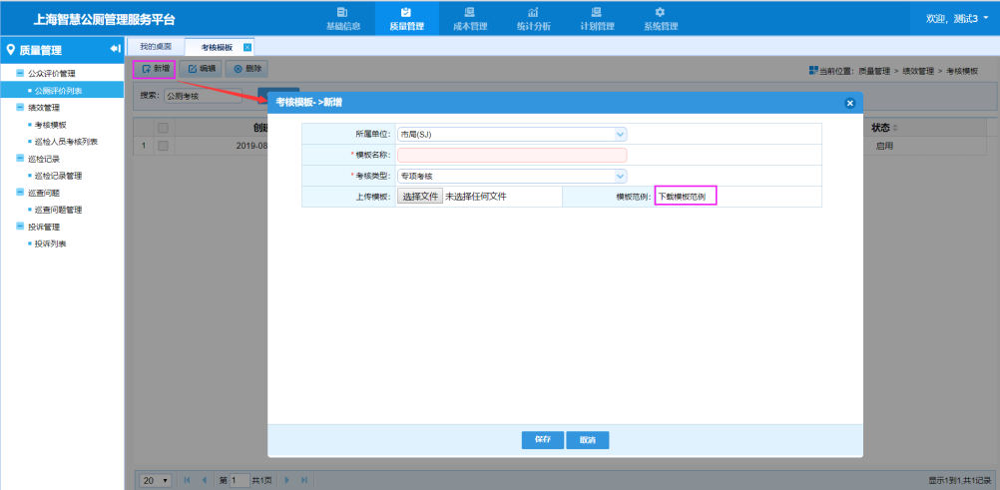 上海智慧公厕管理服务平台
基础信息
质量管理
成本管理
统计分析
计划管理
系统管理
欢迎，测试3
质量管理
我的桌面
考核模板
公众评价管理
公厕评价列表
绩效管理
考核模板
巡检人员考核列表
巡检记录
巡检记录管理
巡查问题
巡查问题管理
投诉管理
投诉列表
新增
编辑
删除
当前位置：质量管理 > 绩效管理 > 考核模板
搜索：公厕考核
状态
1
2019-08
启用
考核模板->新增
所属单位：市局(SJ)
*模板名称：
*考核类型：专项考核
上传模板：选择文件 未选择任何文件
模板范例：下载模板范例
保存
取消
20
第 1 共1页
显示1到1,共1记录